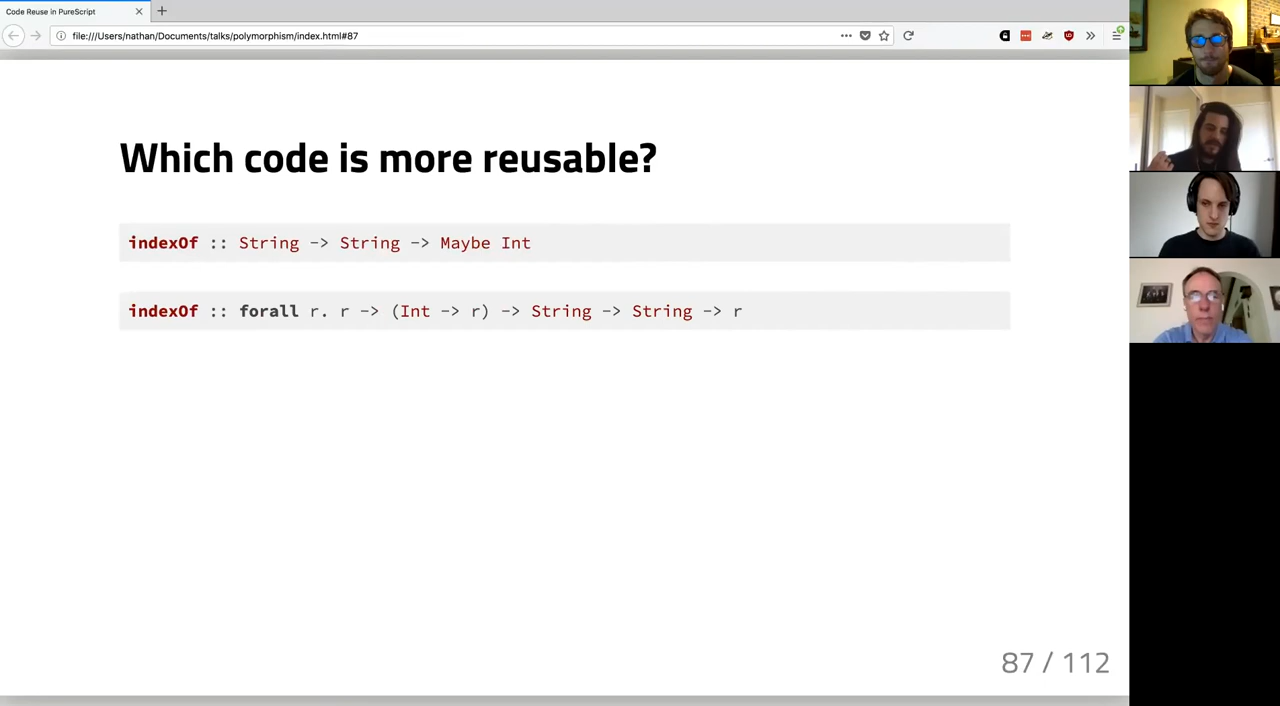 Code Reuse in PureScript
file:///Users/nathan/Documents/talks/polymorphism/index.html#87
Which code is more reusable?
indexOf :: String -> String -> Maybe Int
indexOf :: forall r. r -> (Int -> r) -> String -> String -> r
87 / 112